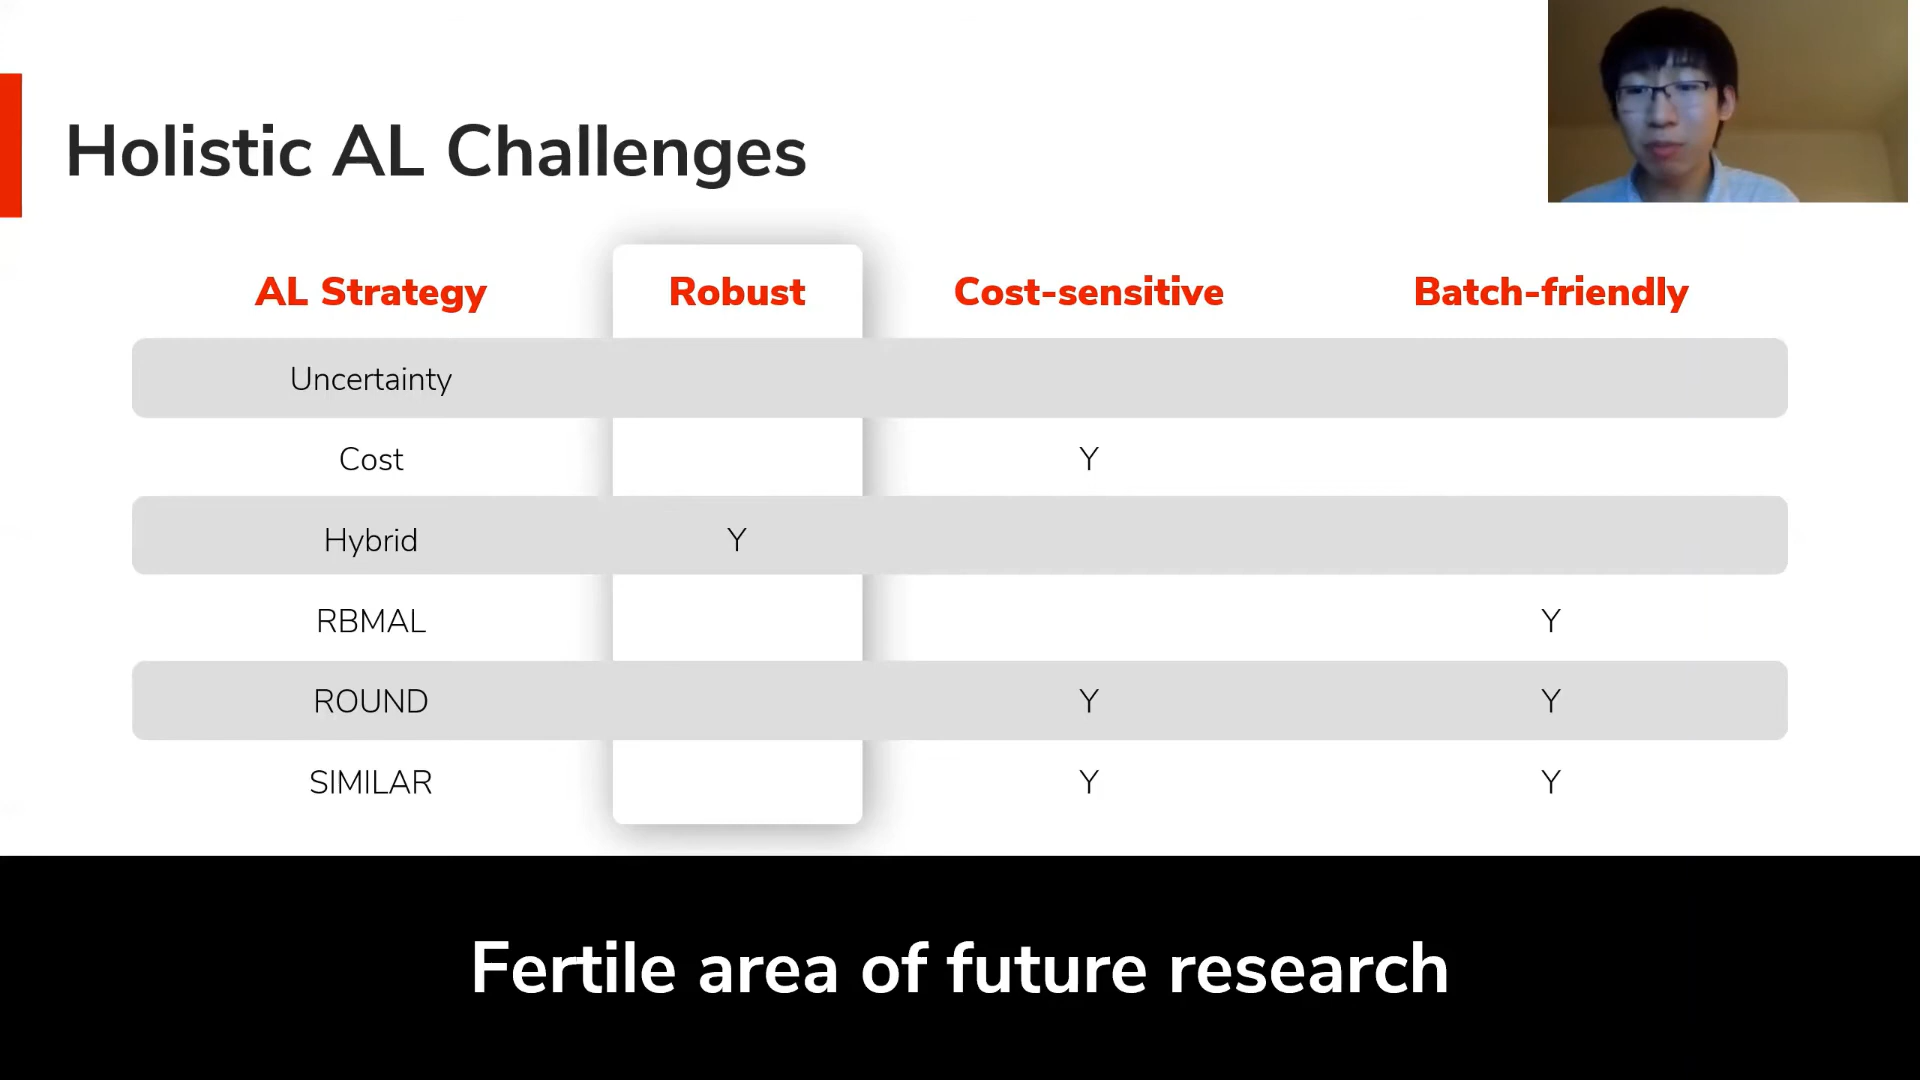 Holistic AL Challenges
AL Strategy Robust Cost-sensitive Batch-friendly
Uncertainty
Cost Y
Hybrid Y
RBMAL Y
ROUND Y Y
SIMILAR Y Y
Fertile area of future research